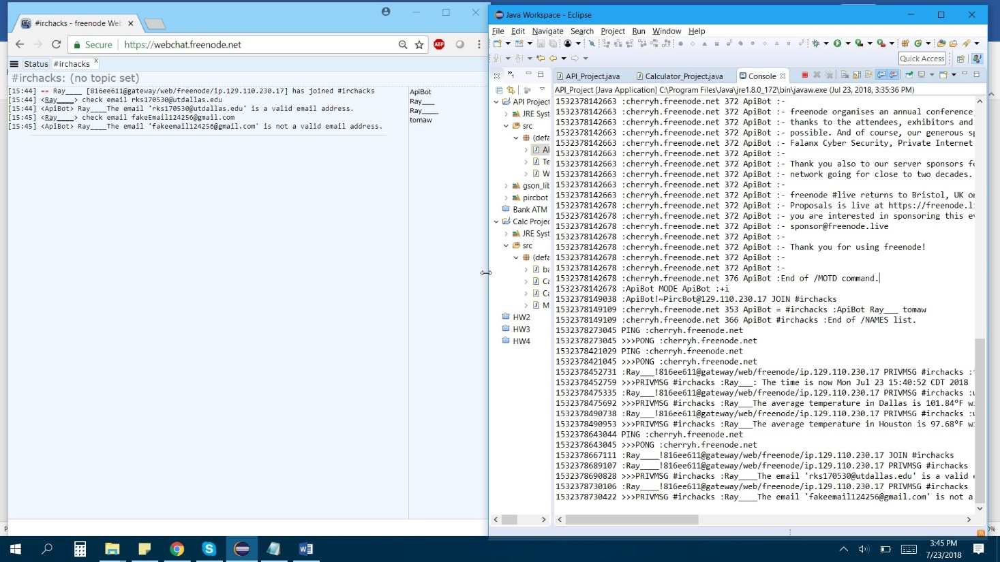 #irchacks - freenode Web
Secure
https://webchat.freenode.net
ABP
Status
#irchacks
x
#irchacks: (no topic set)
[15:44] == Ray____ [816ee611@gateway/web/freenode/ip.129.110.230.17] has joined #irchacks
[15:44] <Ray____> check email rks170530@utdallas.edu
[15:44] <ApiBot> Ray____The email 'rks170530@utdallas.edu' is a valid email address.
[15:45] <Ray____> check email fakeEmail124256@gmail.com
[15:45] <ApiBot> Ray____The email 'fakeemail124256@gmail.com' is not a valid email address.
ApiBot
Ray___
Ray____
tomaw
Java Workspace - Eclipse
File Edit Navigate Search Project Run Window Help
Quick Access
API_Project.java
Calculator_Project.java
Console
API_Project [Java Application] C:\Program Files\Java\jre1.8.0_172\bin\javaw.exe (Jul 23, 2018, 3:35:36 PM)
API Project
JRE Syst
src
(defa
AF
Te
W
gson_lib
pircbot
Bank ATM
Calc Projec
JRE Syst
src
(defa
ba
Ca
Ca
M
HW2
HW3
HW4
1532378142663 :cherryh.freenode.net 372 ApiBot :-
1532378142663 :cherryh.freenode.net 372 ApiBot :- freenode organises an annual conference,
1532378142663 :cherryh.freenode.net 372 ApiBot :- thanks to the attendees, exhibitors and
1532378142663 :cherryh.freenode.net 372 ApiBot :- possible. And of course, our generous sp
1532378142663 :cherryh.freenode.net 372 ApiBot :- Falanx Cyber Security, Private Internet
1532378142663 :cherryh.freenode.net 372 ApiBot :-
1532378142663 :cherryh.freenode.net 372 ApiBot :- Thank you also to our server sponsors fo
1532378142663 :cherryh.freenode.net 372 ApiBot :- network going for close to two decades.
1532378142663 :cherryh.freenode.net 372 ApiBot :-
1532378142663 :cherryh.freenode.net 372 ApiBot :- freenode #live returns to Bristol, UK on
1532378142678 :cherryh.freenode.net 372 ApiBot :- Proposals is live at https://freenode.li
1532378142678 :cherryh.freenode.net 372 ApiBot :- you are interested in sponsoring this ev
1532378142678 :cherryh.freenode.net 372 ApiBot :- sponsor@freenode.live
1532378142678 :cherryh.freenode.net 372 ApiBot :-
1532378142678 :cherryh.freenode.net 372 ApiBot :- Thank you for using freenode!
1532378142678 :cherryh.freenode.net 372 ApiBot :-
1532378142678 :cherryh.freenode.net 372 ApiBot :-
1532378142678 :cherryh.freenode.net 376 ApiBot :End of /MOTD command.
1532378142678 :ApiBot MODE ApiBot :+i
1532378149038 :ApiBot!~PircBot@129.110.230.17 JOIN #irchacks
1532378149109 :cherryh.freenode.net 353 ApiBot = #irchacks :ApiBot Ray___ tomaw
1532378149109 :cherryh.freenode.net 366 ApiBot #irchacks :End of /NAMES list.
1532378273045 PING :cherryh.freenode.net
1532378273045 >>>PONG :cherryh.freenode.net
1532378421029 PING :cherryh.freenode.net
1532378421045 >>>PONG :cherryh.freenode.net
1532378452731 :Ray___!816ee611@gateway/web/freenode/ip.129.110.230.17 PRIVMSG #irchacks :t
1532378452759 >>>PRIVMSG #irchacks :Ray___: The time is now Mon Jul 23 15:40:52 CDT 2018
1532378475335 :Ray___!816ee611@gateway/web/freenode/ip.129.110.230.17 PRIVMSG #irchacks :w
1532378475692 >>>PRIVMSG #irchacks :Ray___The average temperature in Dallas is 101.84°F wi
1532378490738 :Ray___!816ee611@gateway/web/freenode/ip.129.110.230.17 PRIVMSG #irchacks :w
1532378490953 >>>PRIVMSG #irchacks :Ray___The average temperature in Houston is 97.68°F wi
1532378643044 PING :cherryh.freenode.net
1532378643045 >>>PONG :cherryh.freenode.net
1532378667111 :Ray____!816ee611@gateway/web/freenode/ip.129.110.230.17 JOIN #irchacks
1532378689107 :Ray____!816ee611@gateway/web/freenode/ip.129.110.230.17 PRIVMSG #irchacks
1532378690828 >>>PRIVMSG #irchacks :Ray____The email 'rks170530@utdallas.edu' is a valid e
1532378730106 :Ray____!816ee611@gateway/web/freenode/ip.129.110.230.17 PRIVMSG #irchacks
1532378730422 >>>PRIVMSG #irchacks :Ray____The email 'fakeemail124256@gmail.com' is not a
3:45 PM
7/23/2018